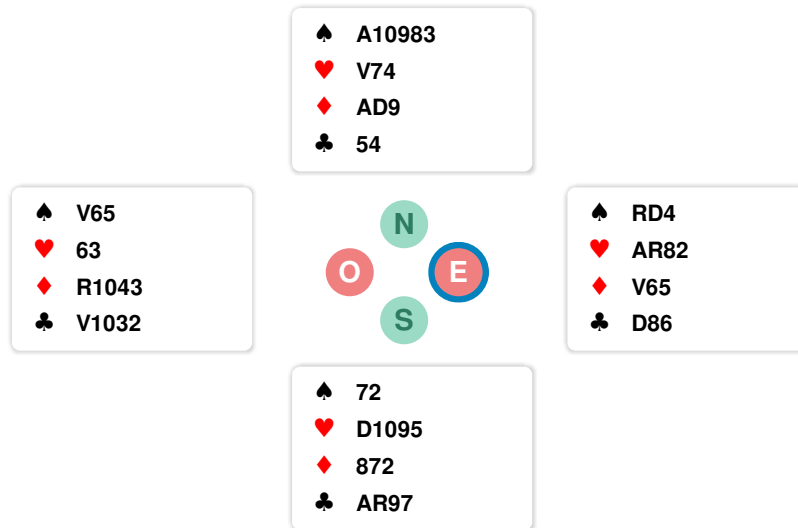 ♠ A10983
♥ V74
♦ AD9
♣ 54
♠ V65
♥ 63
♦ R1043
♣ V1032
N
O
E
S
♠ RD4
♥ AR82
♦ V65
♣ D86
♠ 72
♥ D1095
♦ 872
♣ AR97